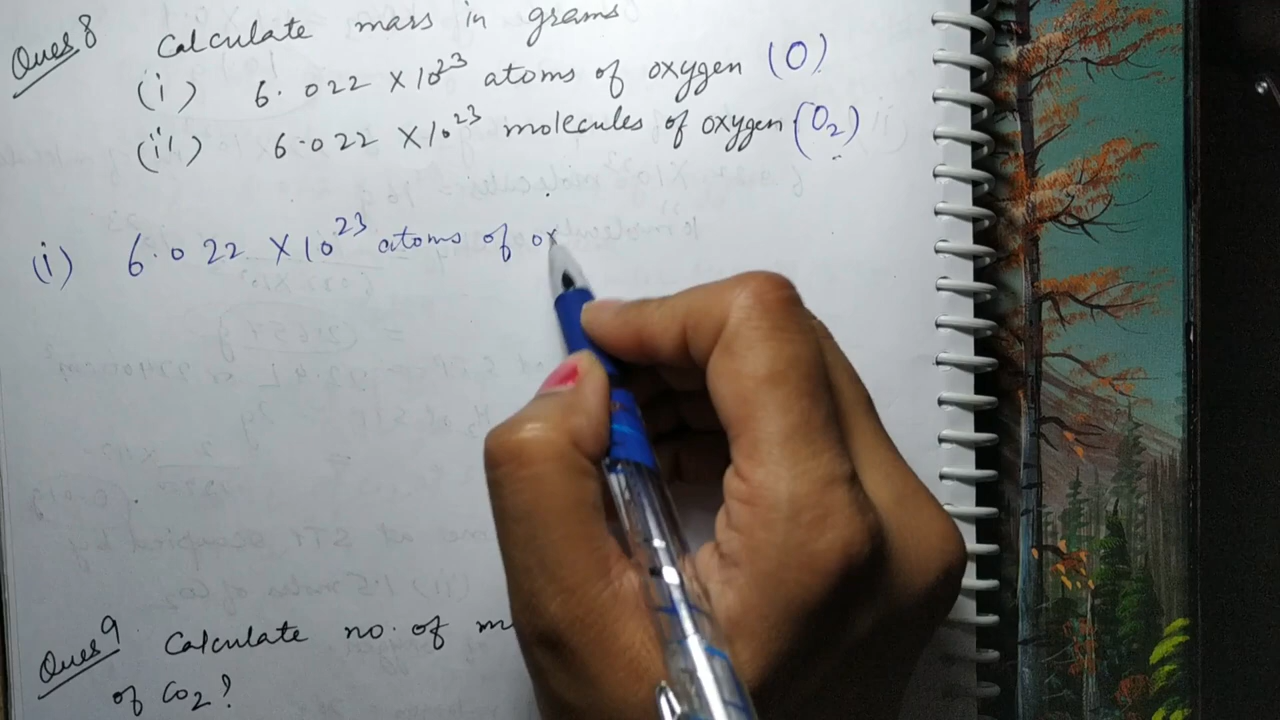 Ques 8 Calculate mass in grams
(i) 6.022 X 10²³ atoms of oxygen (O)
(ii) 6.022 X 10²³ molecules of oxygen (O₂)
(i) 6.022 X 10²³ atoms of ox
Ques 9 Calculate no. of m
of CO₂?